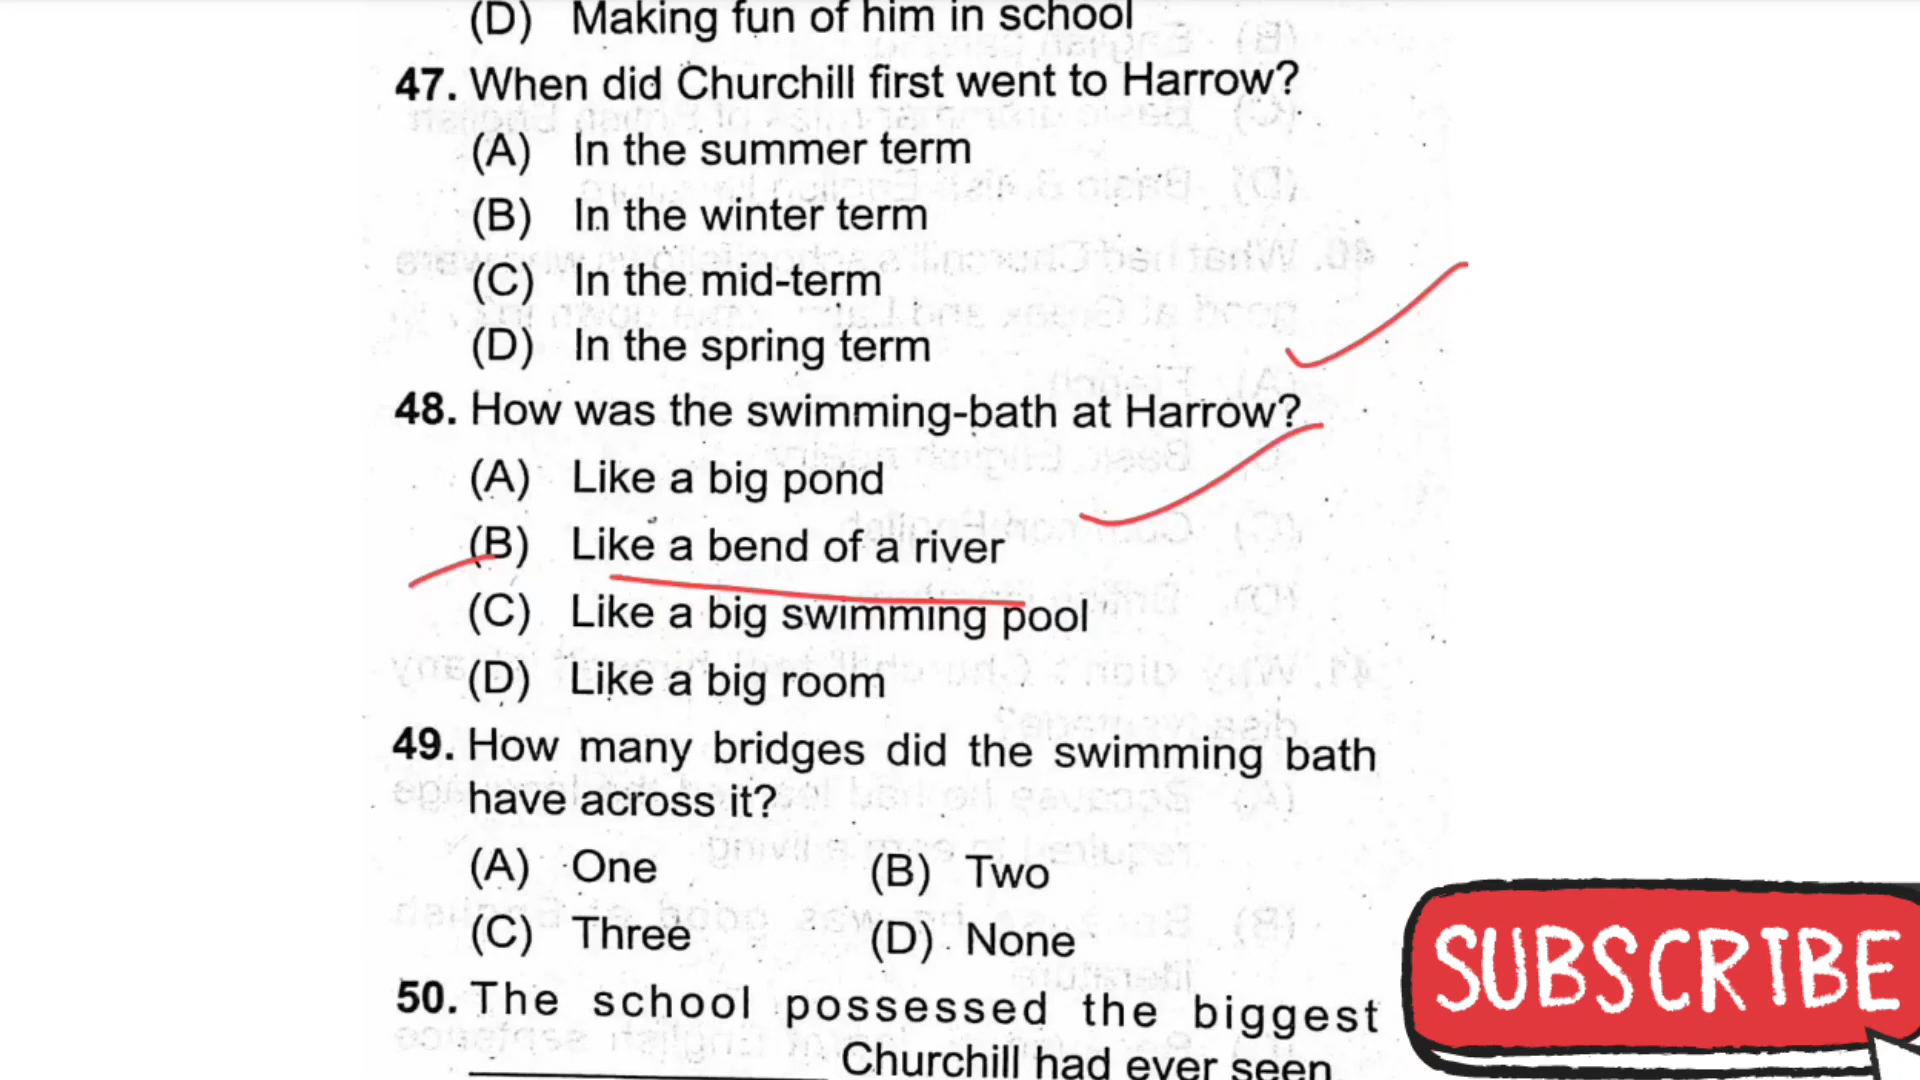 (D) Making fun of him in school
47. When did Churchill first went to Harrow?
(A) In the summer term
(B) In the winter term
(C) In the mid-term
(D) In the spring term
48. How was the swimming-bath at Harrow?
(A) Like a big pond
(B) Like a bend of a river
(C) Like a big swimming pool
(D) Like a big room
49. How many bridges did the swimming bath
have across it?
(A) One (B) Two
(C) Three (D) None
50. The school possessed the biggest
____________ Churchill had ever seen
SUBSCRIBE